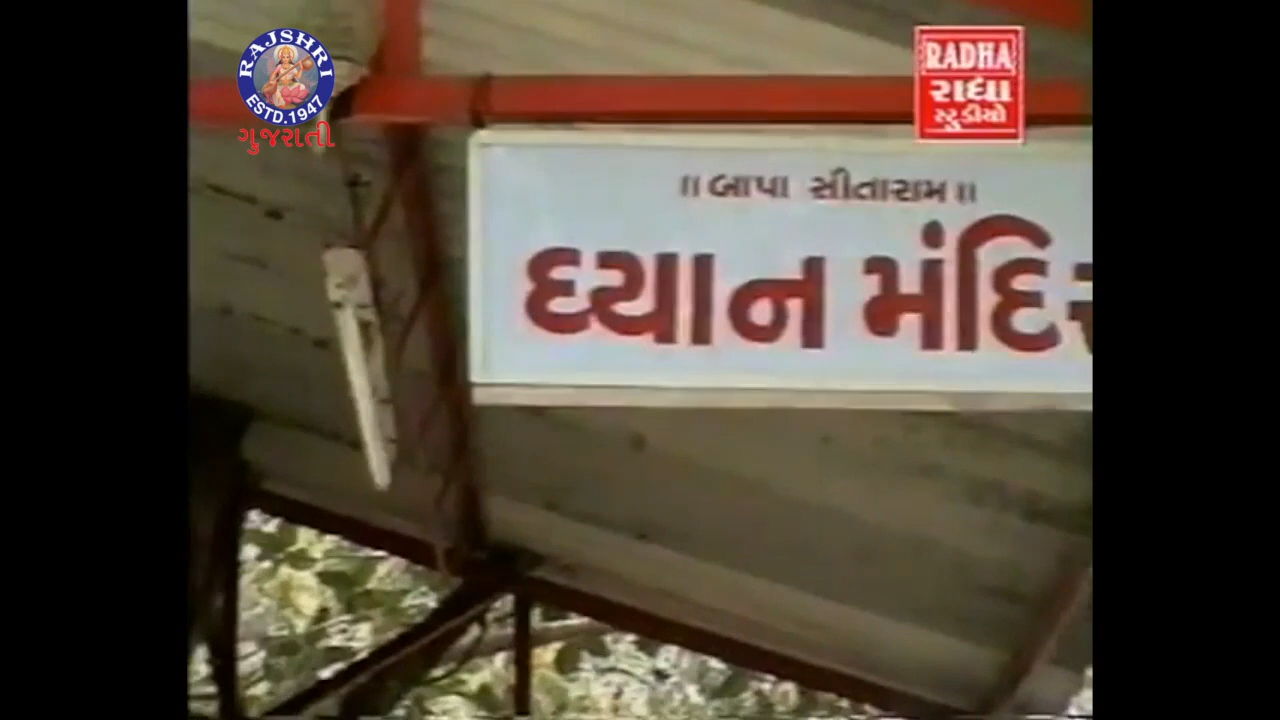 RAJSHRI
ESTD.1947
ગુજરાતી
RADHA
રાધા
સ્ટુડીયો
॥ બાપા સીતારામ ॥
ધ્યાન મંદિર